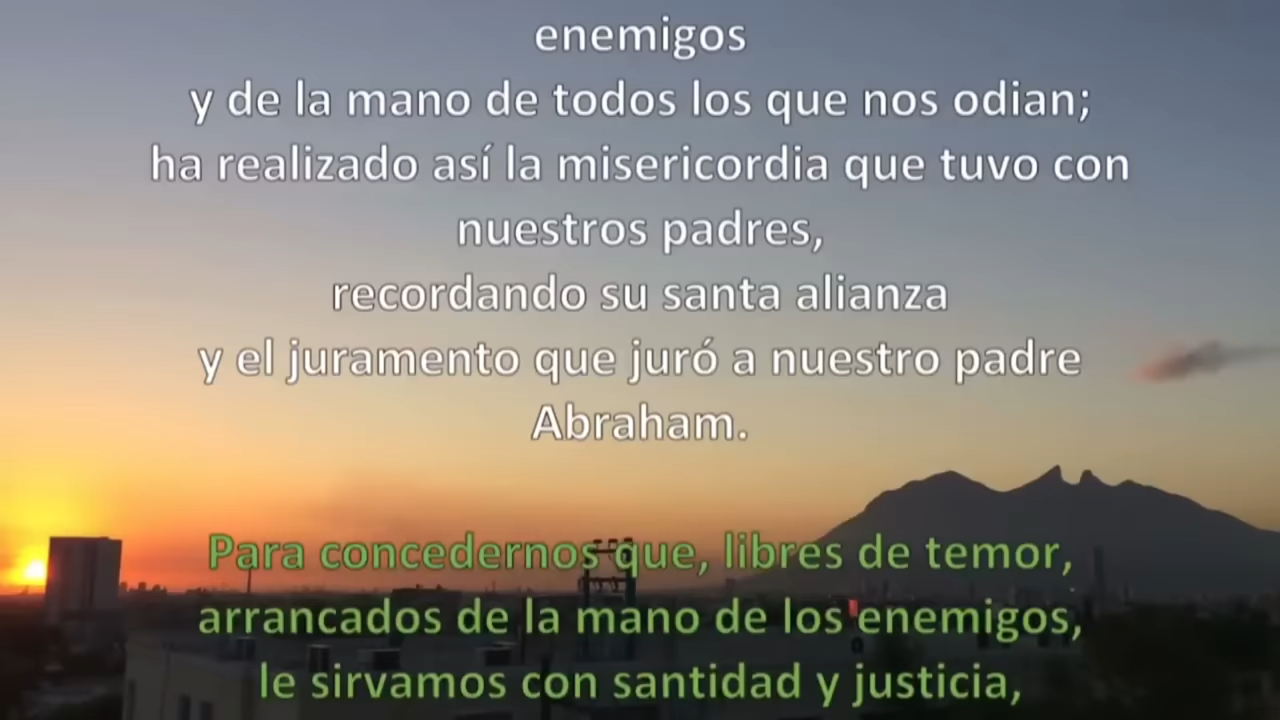 enemigos
y de la mano de todos los que nos odian;
ha realizado así la misericordia que tuvo con
nuestros padres,
recordando su santa alianza
y el juramento que juró a nuestro padre
Abraham.
Para concedernos que, libres de temor,
arrancados de la mano de los enemigos,
le sirvamos con santidad y justicia,